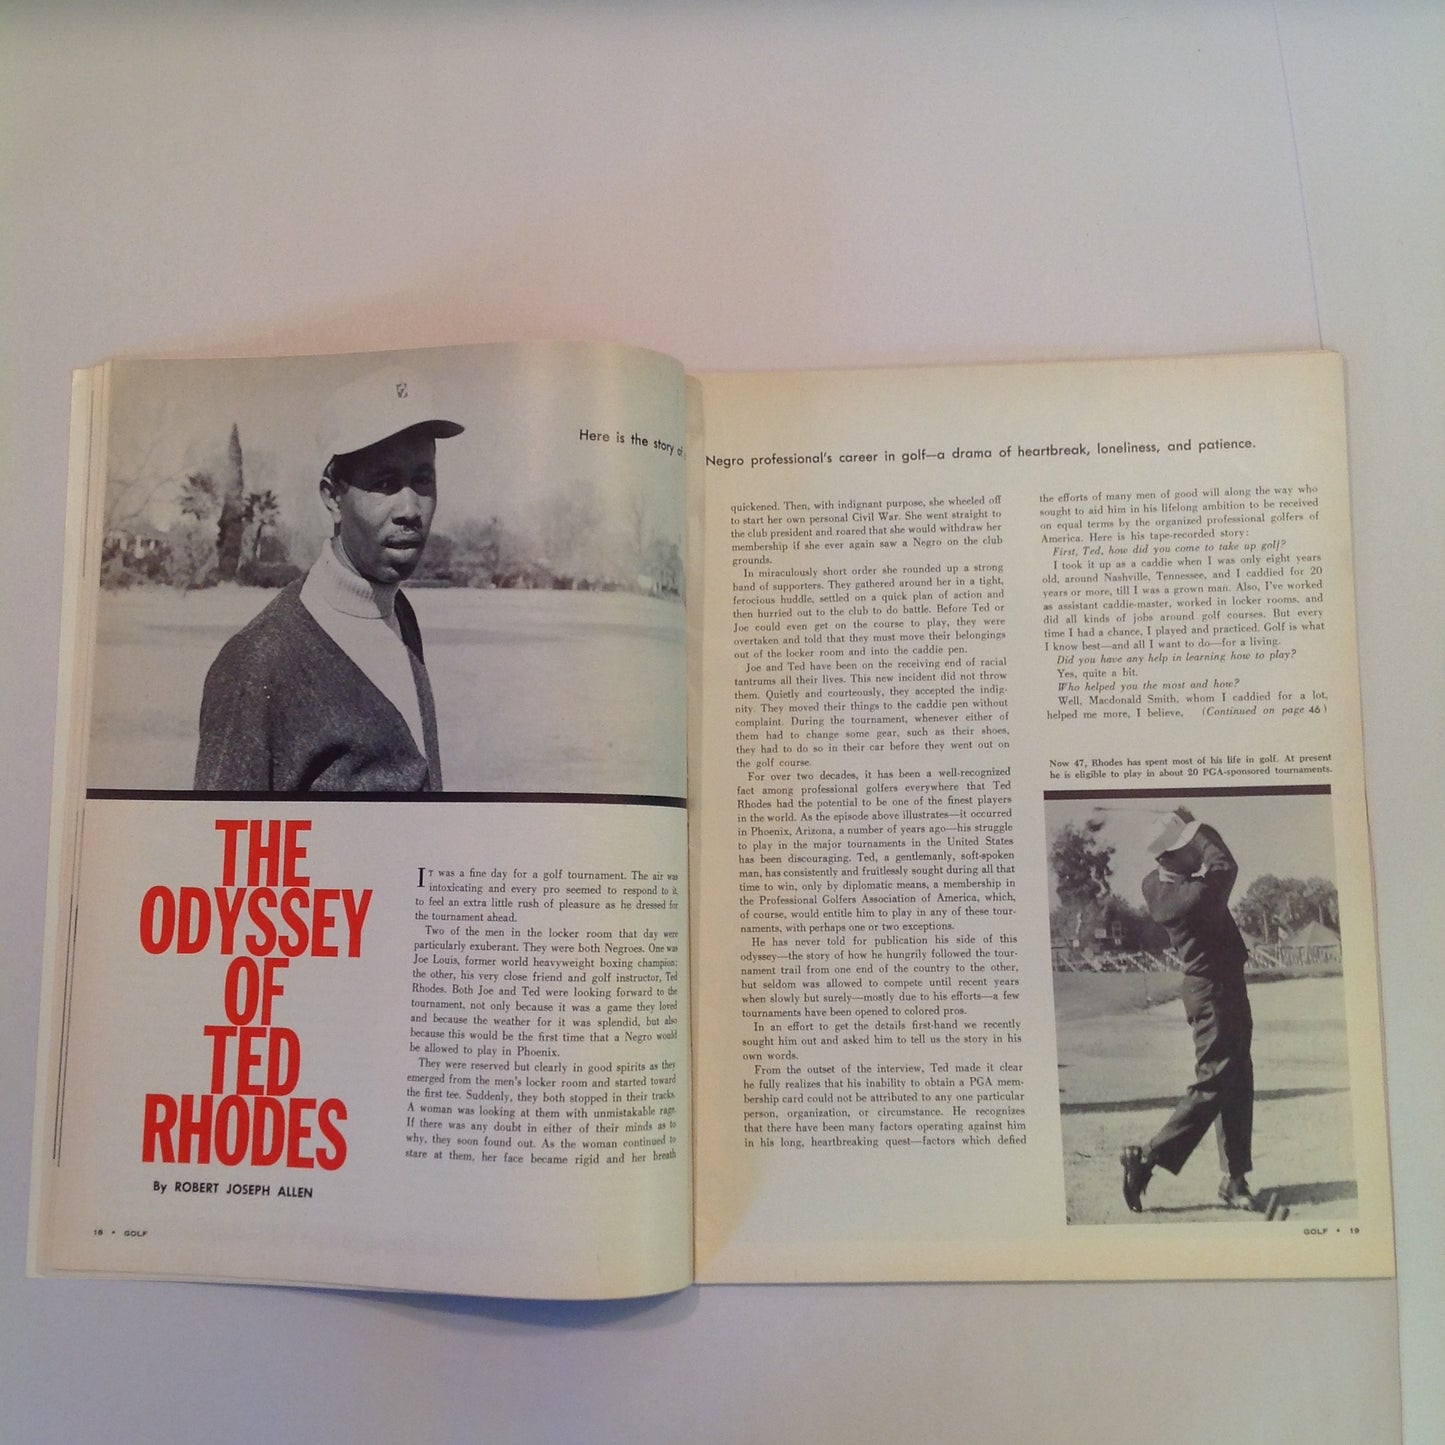 Here is the story of
Negro professional's career in golf—a drama of heartbreak, loneliness, and patience.
THE
ODYSSEY
OF
TED
RHODES
By ROBERT JOSEPH ALLEN
IT was a fine day for a golf tournament. The air was
intoxicating and every pro seemed to respond to it,
to feel an extra little rush of pleasure as he dressed for
the tournament ahead.
Two of the men in the locker room that day were
particularly exuberant. They were both Negroes. One was
Joe Louis, former world heavyweight boxing champion;
the other, his very close friend and golf instructor, Ted
Rhodes. Both Joe and Ted were looking forward to the
tournament, not only because it was a game they loved
and because the weather for it was splendid, but also
because this would be the first time that a Negro would
be allowed to play in Phoenix.
They were reserved but clearly in good spirits as they
emerged from the men's locker room and started toward
the first tee. Suddenly, they both stopped in their tracks.
A woman was looking at them with unmistakable rage.
If there was any doubt in either of their minds as to
why, they soon found out. As the woman continued to
stare at them, her face became rigid and her breath
18 • GOLF
quickened. Then, with indignant purpose, she wheeled off
to start her own personal Civil War. She went straight to
the club president and roared that she would withdraw her
membership if she ever again saw a Negro on the club
grounds.
In miraculously short order she rounded up a strong
band of supporters. They gathered around her in a tight,
ferocious huddle, settled on a quick plan of action and
then hurried out to the club to do battle. Before Ted or
Joe could even get on the course to play, they were
overtaken and told that they must move their belongings
out of the locker room and into the caddie pen.
Joe and Ted have been on the receiving end of racial
tantrums all their lives. This new incident did not throw
them. Quietly and courteously, they accepted the indig-
nity. They moved their things to the caddie pen without
complaint. During the tournament, whenever either of
them had to change some gear, such as their shoes,
they had to do so in their car before they went out on
the golf course.
For over two decades, it has been a well-recognized
fact among professional golfers everywhere that Ted
Rhodes had the potential to be one of the finest players
in the world. As the episode above illustrates—it occurred
in Phoenix, Arizona, a number of years ago—his struggle
to play in the major tournaments in the United States
has been discouraging. Ted, a gentlemanly, soft-spoken
man, has consistently and fruitlessly sought during all that
time to win, only by diplomatic means, a membership in
the Professional Golfers Association of America, which,
of course, would entitle him to play in any of these tour-
naments, with perhaps one or two exceptions.
He has never told for publication his side of this
odyssey—the story of how he hungrily followed the tour-
nament trail from one end of the country to the other,
but seldom was allowed to compete until recent years
when slowly but surely—mostly due to his efforts—a few
tournaments have been opened to colored pros.
In an effort to get the details first-hand we recently
sought him out and asked him to tell us the story in his
own words.
From the outset of the interview, Ted made it clear
he fully realizes that his inability to obtain a PGA mem-
bership card could not be attributed to any one particular
person, organization, or circumstance. He recognizes
that there have been many factors operating against him
in his long, heartbreaking quest—factors which defied
the efforts of many men of good will along the way who
sought to aid him in his lifelong ambition to be received
on equal terms by the organized professional golfers of
America. Here is his tape-recorded story:
First, Ted, how did you come to take up golf?
I took it up as a caddie when I was only eight years
old, around Nashville, Tennessee, and I caddied for 20
years or more, till I was a grown man. Also, I've worked
as assistant caddie-master, worked in locker rooms, and
did all kinds of jobs around golf courses. But every
time I had a chance, I played and practiced. Golf is what
I know best—and all I want to do—for a living.
Did you have any help in learning how to play?
Yes, quite a bit.
Who helped you the most and how?
Well, Macdonald Smith, whom I caddied for a lot,
helped me more, I believe, (Continued on page 46)
Now 47, Rhodes has spent most of his life in golf. At present
he is eligible to play in about 20 PGA-sponsored tournaments.
GOLF • 19